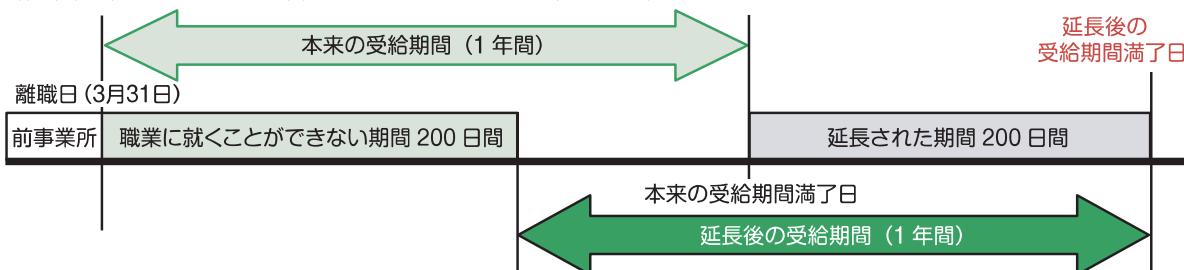 本来の受給期間（1年間）
延長後の
受給期間満了日
離職日（3月31日）
前事業所
職業に就くことができない期間 200 日間
延長された期間 200 日間
本来の受給期間満了日
延長後の受給期間（1年間）